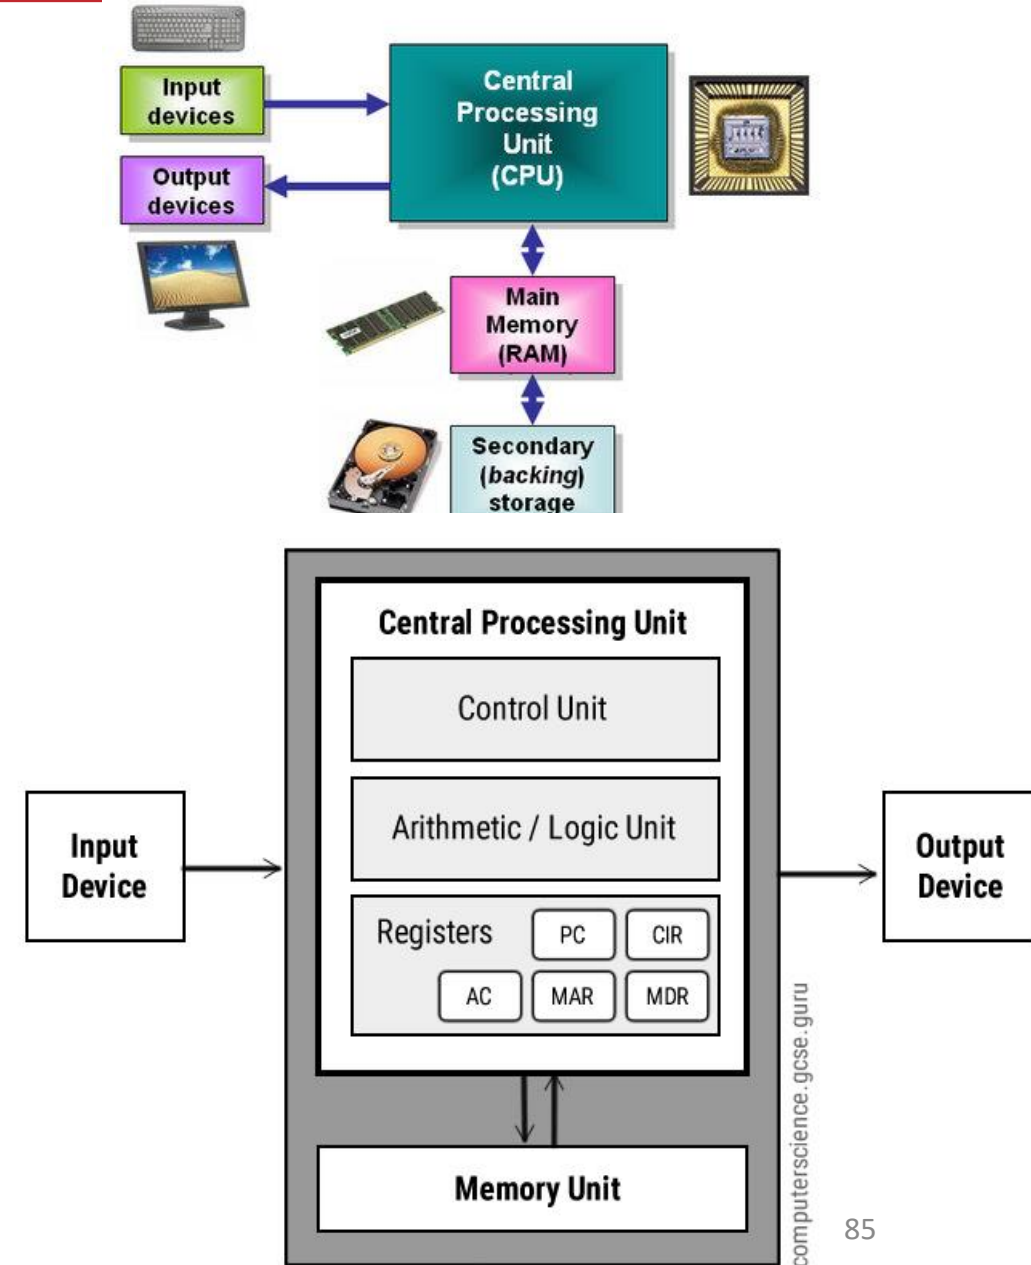 Input
devices
Central
Processing
Unit
(CPU)
Output
devices
Main
Memory
(RAM)
Secondary
(backing)
storage
Central Processing Unit
Control Unit
Arithmetic / Logic Unit
Input
Device
Output
Device
Registers
PC
CIR
AC
MAR
MDR
Memory Unit
computerscience.gcse.guru
85